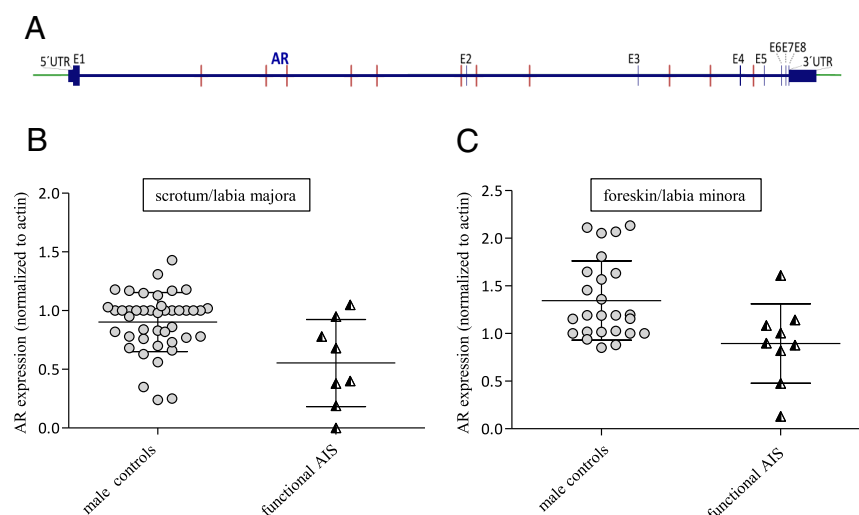 A
5´UTR E1 AR E2 E3 E4 E5 E6E7E8 3´UTR
B
scrotum/labia majora
AR expression (normalized to actin)
2.0
1.5
1.0
0.5
0.0
male controls
functional AIS
C
foreskin/labia minora
AR expression (normalized to actin)
2.5
2.0
1.5
1.0
0.5
0.0
male controls
functional AIS